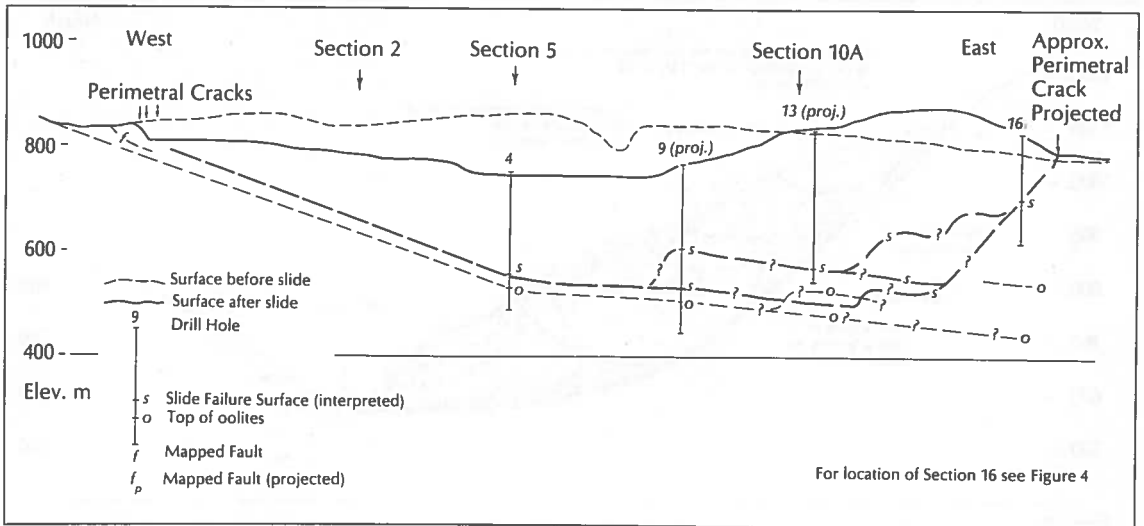 1000 -
West
Section 2
Section 5
Section 10A
East
Approx. Perimetral Crack Projected
Perimetral Cracks
13 (proj.)
16
9 (proj.)
4
800 -
600 -
400 -
Elev. m
s
o
s
s
o
s
o
o
s
s
s
o
o
? ? ? ? ? ? ? ? ? ? ? ? ?
Surface before slide
Surface after slide
9 Drill Hole
s Slide Failure Surface (interpreted)
o Top of oolites
f Mapped Fault
fp Mapped Fault (projected)
For location of Section 16 see Figure 4